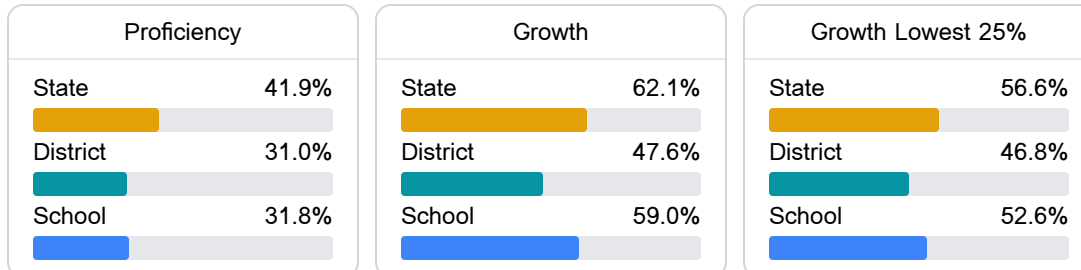 Proficiency
State 41.9%
District 31.0%
School 31.8%
Growth
State 62.1%
District 47.6%
School 59.0%
Growth Lowest 25%
State 56.6%
District 46.8%
School 52.6%